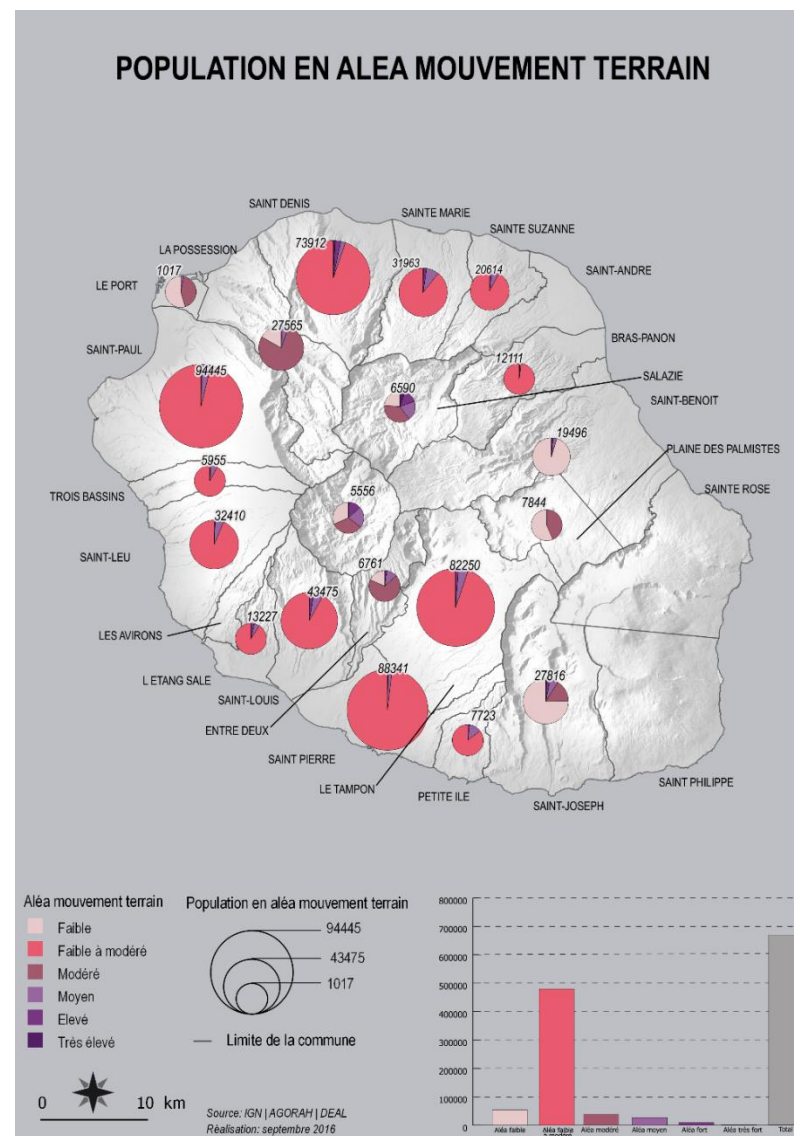 POPULATION EN ALEA MOUVEMENT TERRAIN
SAINT DENIS
SAINTE MARIE
SAINTE SUZANNE
LA POSSESSION
SAINT-ANDRE
LE PORT
1017
73912
31963
20614
SAINT-PAUL
27565
BRAS-PANON
94445
12111
SALAZIE
6590
SAINT-BENOIT
19496
PLAINE DES PALMISTES
5955
TROIS BASSINS
5556
7844
SAINTE ROSE
32410
SAINT-LEU
6761
82250
43475
LES AVIRONS
13227
L ETANG SALE
SAINT-LOUIS
88341
27816
ENTRE DEUX
7723
SAINT PIERRE
LE TAMPON
PETITE ILE
SAINT-JOSEPH
SAINT PHILIPPE
Aléa mouvement terrain
Faible
Faible à modéré
Modéré
Moyen
Elevé
Très élevé
0 10 km
Population en aléa mouvement terrain
94445
43475
1017
Limite de la commune
Source: IGN | AGORAH | DEAL
Réalisation: septembre 2016
800000
700000
600000
500000
400000
300000
200000
100000
0
Aléa faible
Aléa faible
à modéré
Aléa modéré
Aléa moyen
Aléa fort
Aléa très fort
Total